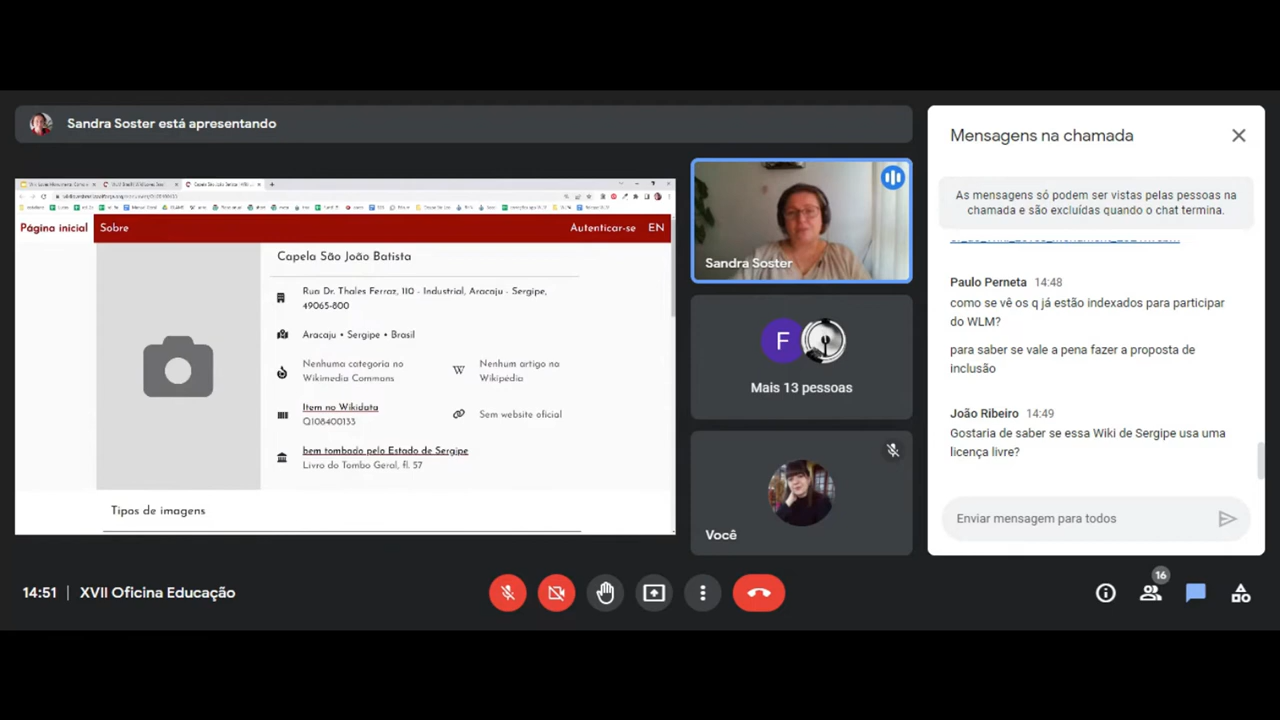 Sandra Soster está apresentando
Página inicial
Sobre
Autenticar-se
EN
Capela São João Batista
Rua Dr. Thales Ferraz, 110 - Industrial, Aracaju - Sergipe,
49065-800
Aracaju • Sergipe • Brasil
Nenhuma categoria no
Wikimedia Commons
Nenhum artigo na
Wikipédia
Item no Wikidata
Q108400133
Sem website oficial
bem tombado pelo Estado de Sergipe
Livro do Tombo Geral, fl. 57
Tipos de imagens
Sandra Soster
F
Mais 13 pessoas
Você
Mensagens na chamada
As mensagens só podem ser vistas pelas pessoas na
chamada e são excluídas quando o chat termina.
Paulo Perneta 14:48
como se vê os q já estão indexados para participar
do WLM?
para saber se vale a pena fazer a proposta de
inclusão
João Ribeiro 14:49
Gostaria de saber se essa Wiki de Sergipe usa uma
licença livre?
Enviar mensagem para todos
14:51 | XVII Oficina Educação
16